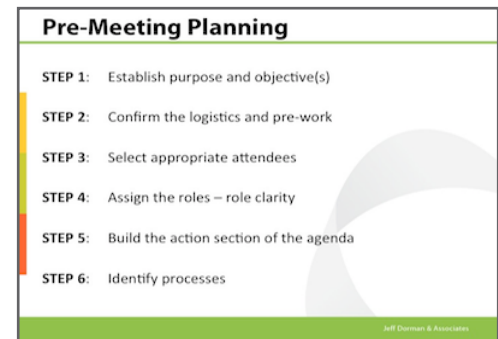 Pre-Meeting Planning
STEP 1: Establish purpose and objective(s)
STEP 2: Confirm the logistics and pre-work
STEP 3: Select appropriate attendees
STEP 4: Assign the roles – role clarity
STEP 5: Build the action section of the agenda
STEP 6: Identify processes
Jeff Dorman & Associates